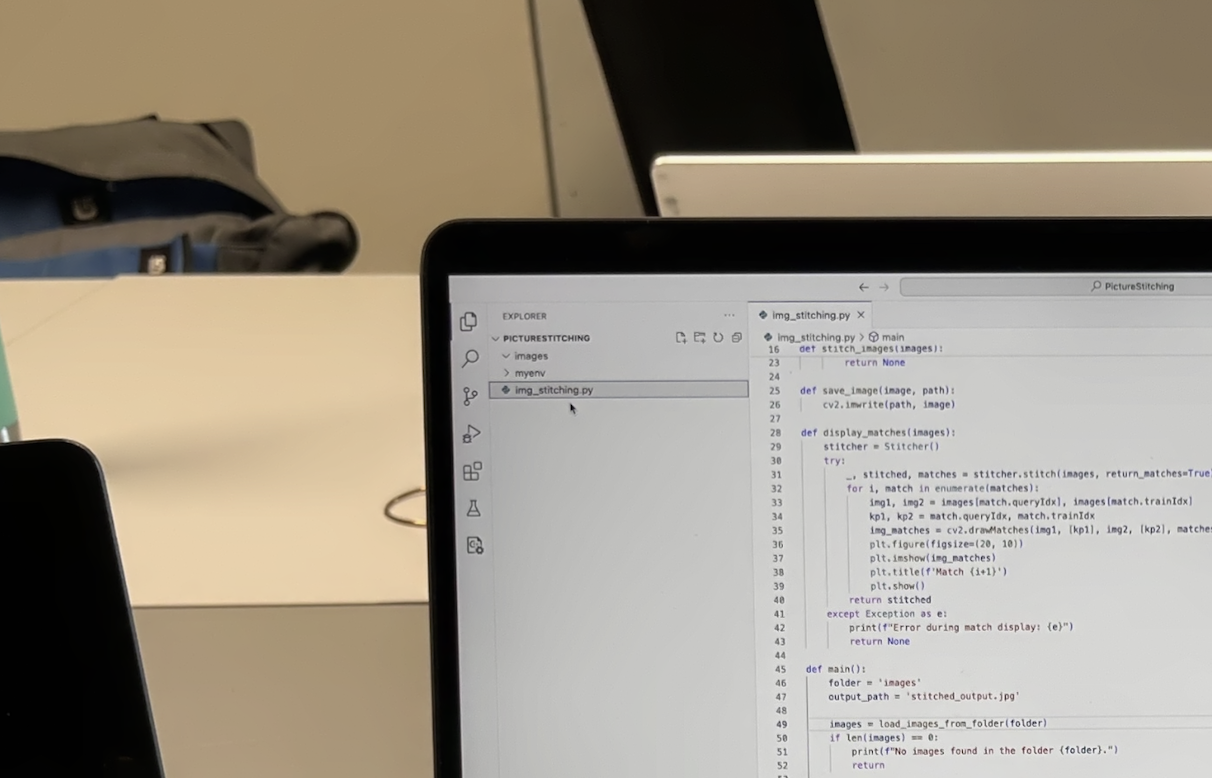 PictureStitching
EXPLORER
PICTURESTITCHING
images
myenv
img_stitching.py
img_stitching.py
img_stitching.py > main
16 def stitch_images(images):
23 return None
24
25 def save_image(image, path):
26 cv2.imwrite(path, image)
27
28 def display_matches(images):
29 stitcher = Stitcher()
30 try:
31 _, stitched, matches = stitcher.stitch(images, return_matches=True
32 for i, match in enumerate(matches):
33 img1, img2 = images[match.queryIdx], images[match.trainIdx]
34 kp1, kp2 = match.queryIdx, match.trainIdx
35 img_matches = cv2.drawMatches(img1, [kp1], img2, [kp2], matches
36 plt.figure(figsize=(20, 10))
37 plt.imshow(img_matches)
38 plt.title(f'Match {i+1}')
39 plt.show()
40 return stitched
41 except Exception as e:
42 print(f"Error during match display: {e}")
43 return None
44
45 def main():
46 folder = 'images'
47 output_path = 'stitched_output.jpg'
48
49 images = load_images_from_folder(folder)
50 if len(images) == 0:
51 print(f"No images found in the folder {folder}.")
52 return